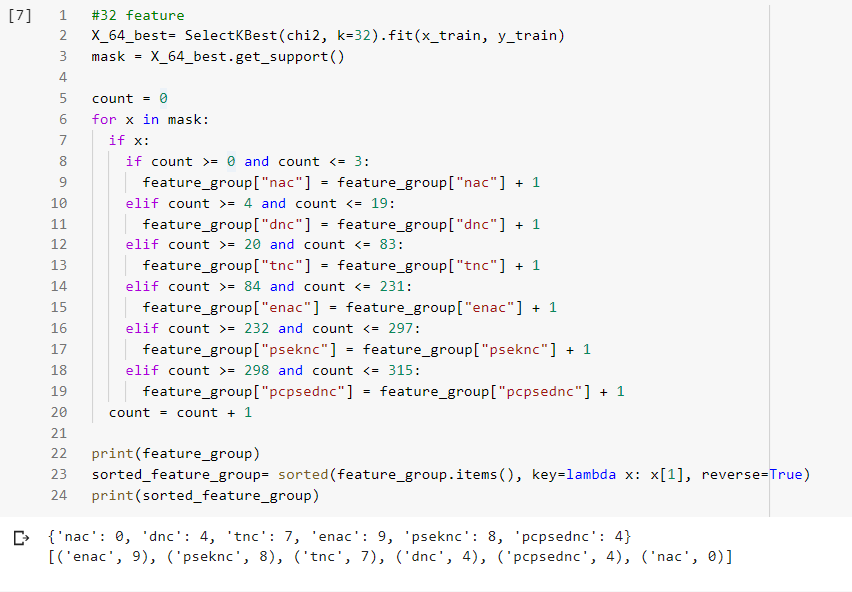 [7] 1 #32 feature
2 X_64_best= SelectKBest(chi2, k=32).fit(x_train, y_train)
3 mask = X_64_best.get_support()
4
5 count = 0
6 for x in mask:
7   if x:
8     if count >= 0 and count <= 3:
9       feature_group["nac"] = feature_group["nac"] + 1
10     elif count >= 4 and count <= 19:
11       feature_group["dnc"] = feature_group["dnc"] + 1
12     elif count >= 20 and count <= 83:
13       feature_group["tnc"] = feature_group["tnc"] + 1
14     elif count >= 84 and count <= 231:
15       feature_group["enac"] = feature_group["enac"] + 1
16     elif count >= 232 and count <= 297:
17       feature_group["pseknc"] = feature_group["pseknc"] + 1
18     elif count >= 298 and count <= 315:
19       feature_group["pcpsednc"] = feature_group["pcpsednc"] + 1
20   count = count + 1
21
22 print(feature_group)
23 sorted_feature_group= sorted(feature_group.items(), key=lambda x: x[1], reverse=True)
24 print(sorted_feature_group)
{'nac': 0, 'dnc': 4, 'tnc': 7, 'enac': 9, 'pseknc': 8, 'pcpsednc': 4}
[('enac', 9), ('pseknc', 8), ('tnc', 7), ('dnc', 4), ('pcpsednc', 4), ('nac', 0)]